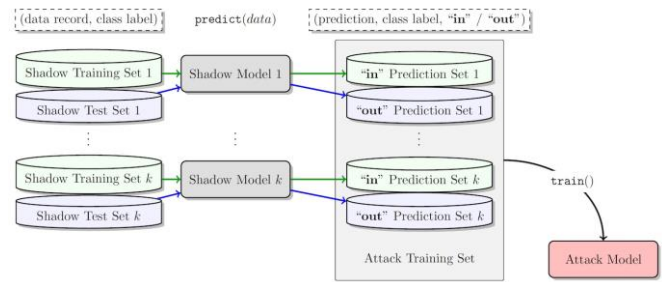 (data record, class label) predict(data) (prediction, class label, “in” / “out”)
Shadow Training Set 1 Shadow Model 1 “in” Prediction Set 1
Shadow Test Set 1 “out” Prediction Set 1
⋮ ⋮ ⋮
Shadow Training Set k Shadow Model k “in” Prediction Set k
train()
Shadow Test Set k “out” Prediction Set k
Attack Training Set Attack Model